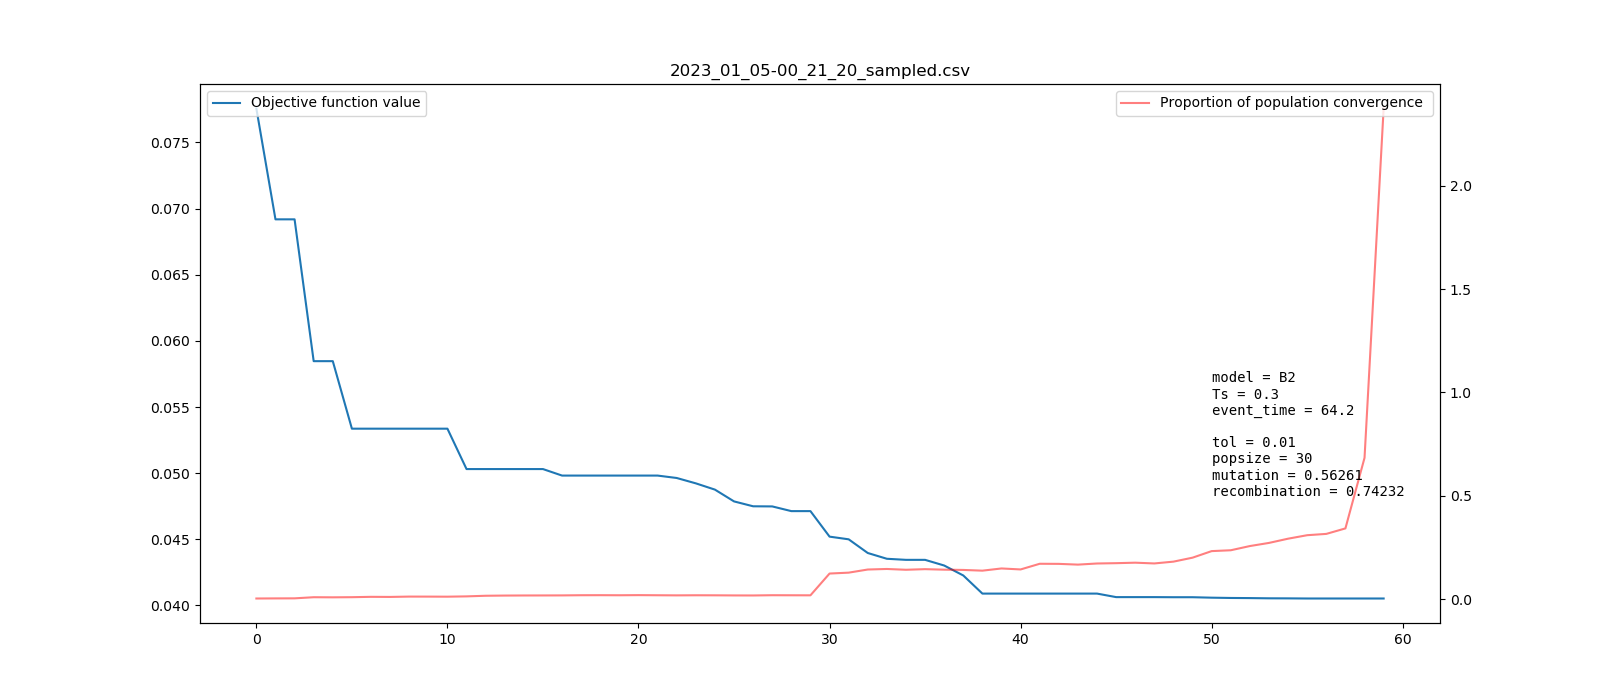 2023_01_05-00_21_20_sampled.csv
Objective function value
Proportion of population convergence
0.075
0.070
0.065
0.060
0.055
0.050
0.045
0.040
2.0
1.5
1.0
0.5
0.0
model = B2
Ts = 0.3
event_time = 64.2
tol = 0.01
popsize = 30
mutation = 0.56261
recombination = 0.74232
0 10 20 30 40 50 60